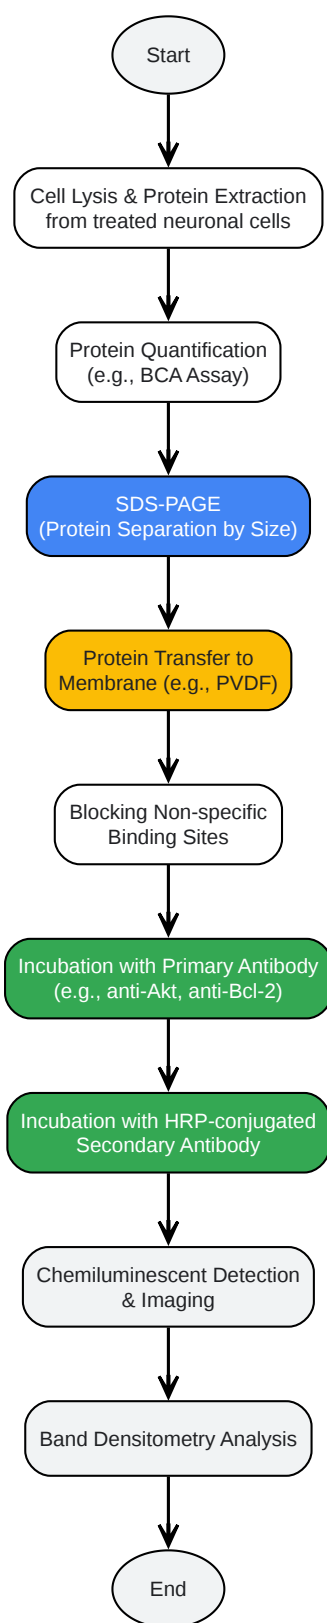 Start
Cell Lysis & Protein Extraction
from treated neuronal cells
Protein Quantification
(e.g., BCA Assay)
SDS-PAGE
(Protein Separation by Size)
Protein Transfer to
Membrane (e.g., PVDF)
Blocking Non-specific
Binding Sites
Incubation with Primary Antibody
(e.g., anti-Akt, anti-Bcl-2)
Incubation with HRP-conjugated
Secondary Antibody
Chemiluminescent Detection
& Imaging
Band Densitometry Analysis
End